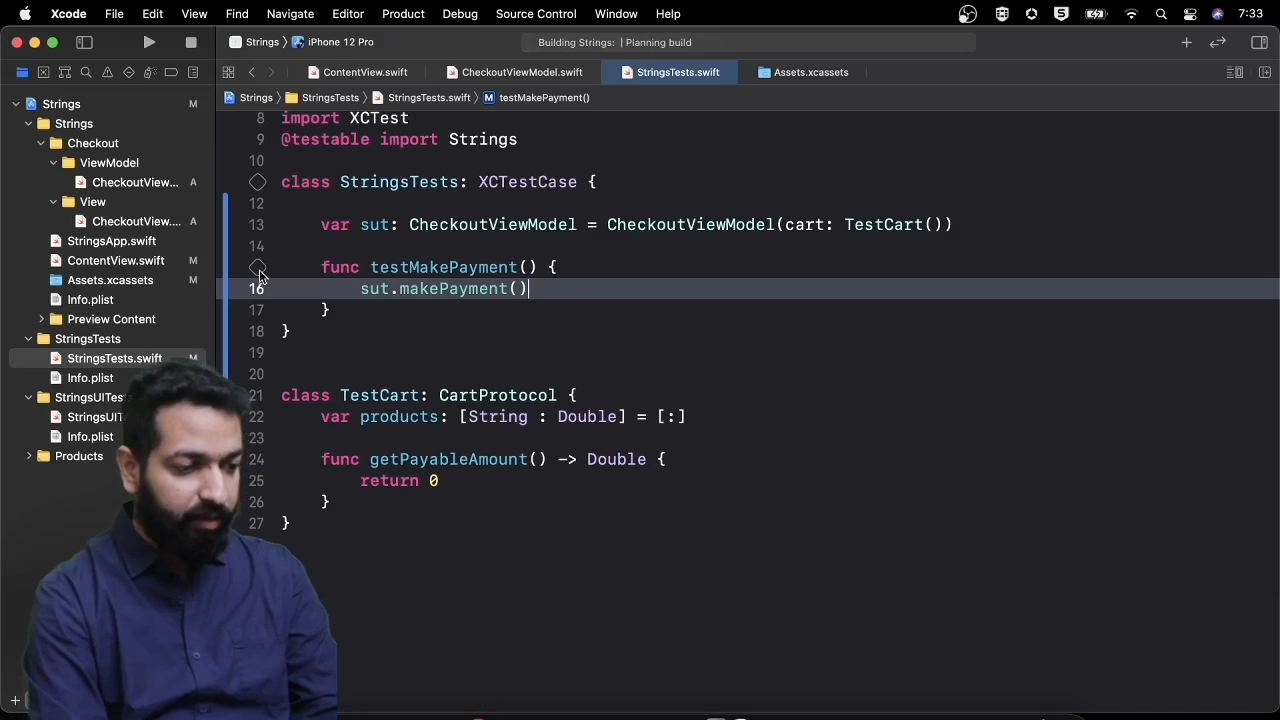 Xcode File Edit View Find Navigate Editor Product Debug Source Control Window Help 7:33
Strings iPhone 12 Pro Building Strings: | Planning build
ContentView.swift CheckoutViewModel.swift StringsTests.swift Assets.xcassets
Strings StringsTests StringsTests.swift M testMakePayment()
Strings M
Strings
Checkout
ViewModel
CheckoutView... A
View
CheckoutView.... A
StringsApp.swift
ContentView.swift M
Assets.xcassets M
Info.plist
Preview Content
StringsTests
StringsTests.swift M
Info.plist
StringsUITes
StringsUIT
Info.plist
Products
8 import XCTest
9 @testable import Strings
10
class StringsTests: XCTestCase {
12
13 var sut: CheckoutViewModel = CheckoutViewModel(cart: TestCart())
14
func testMakePayment() {
16 sut.makePayment()
17 }
18 }
19
20
21 class TestCart: CartProtocol {
22 var products: [String : Double] = [:]
23
24 func getPayableAmount() -> Double {
25 return 0
26 }
27 }